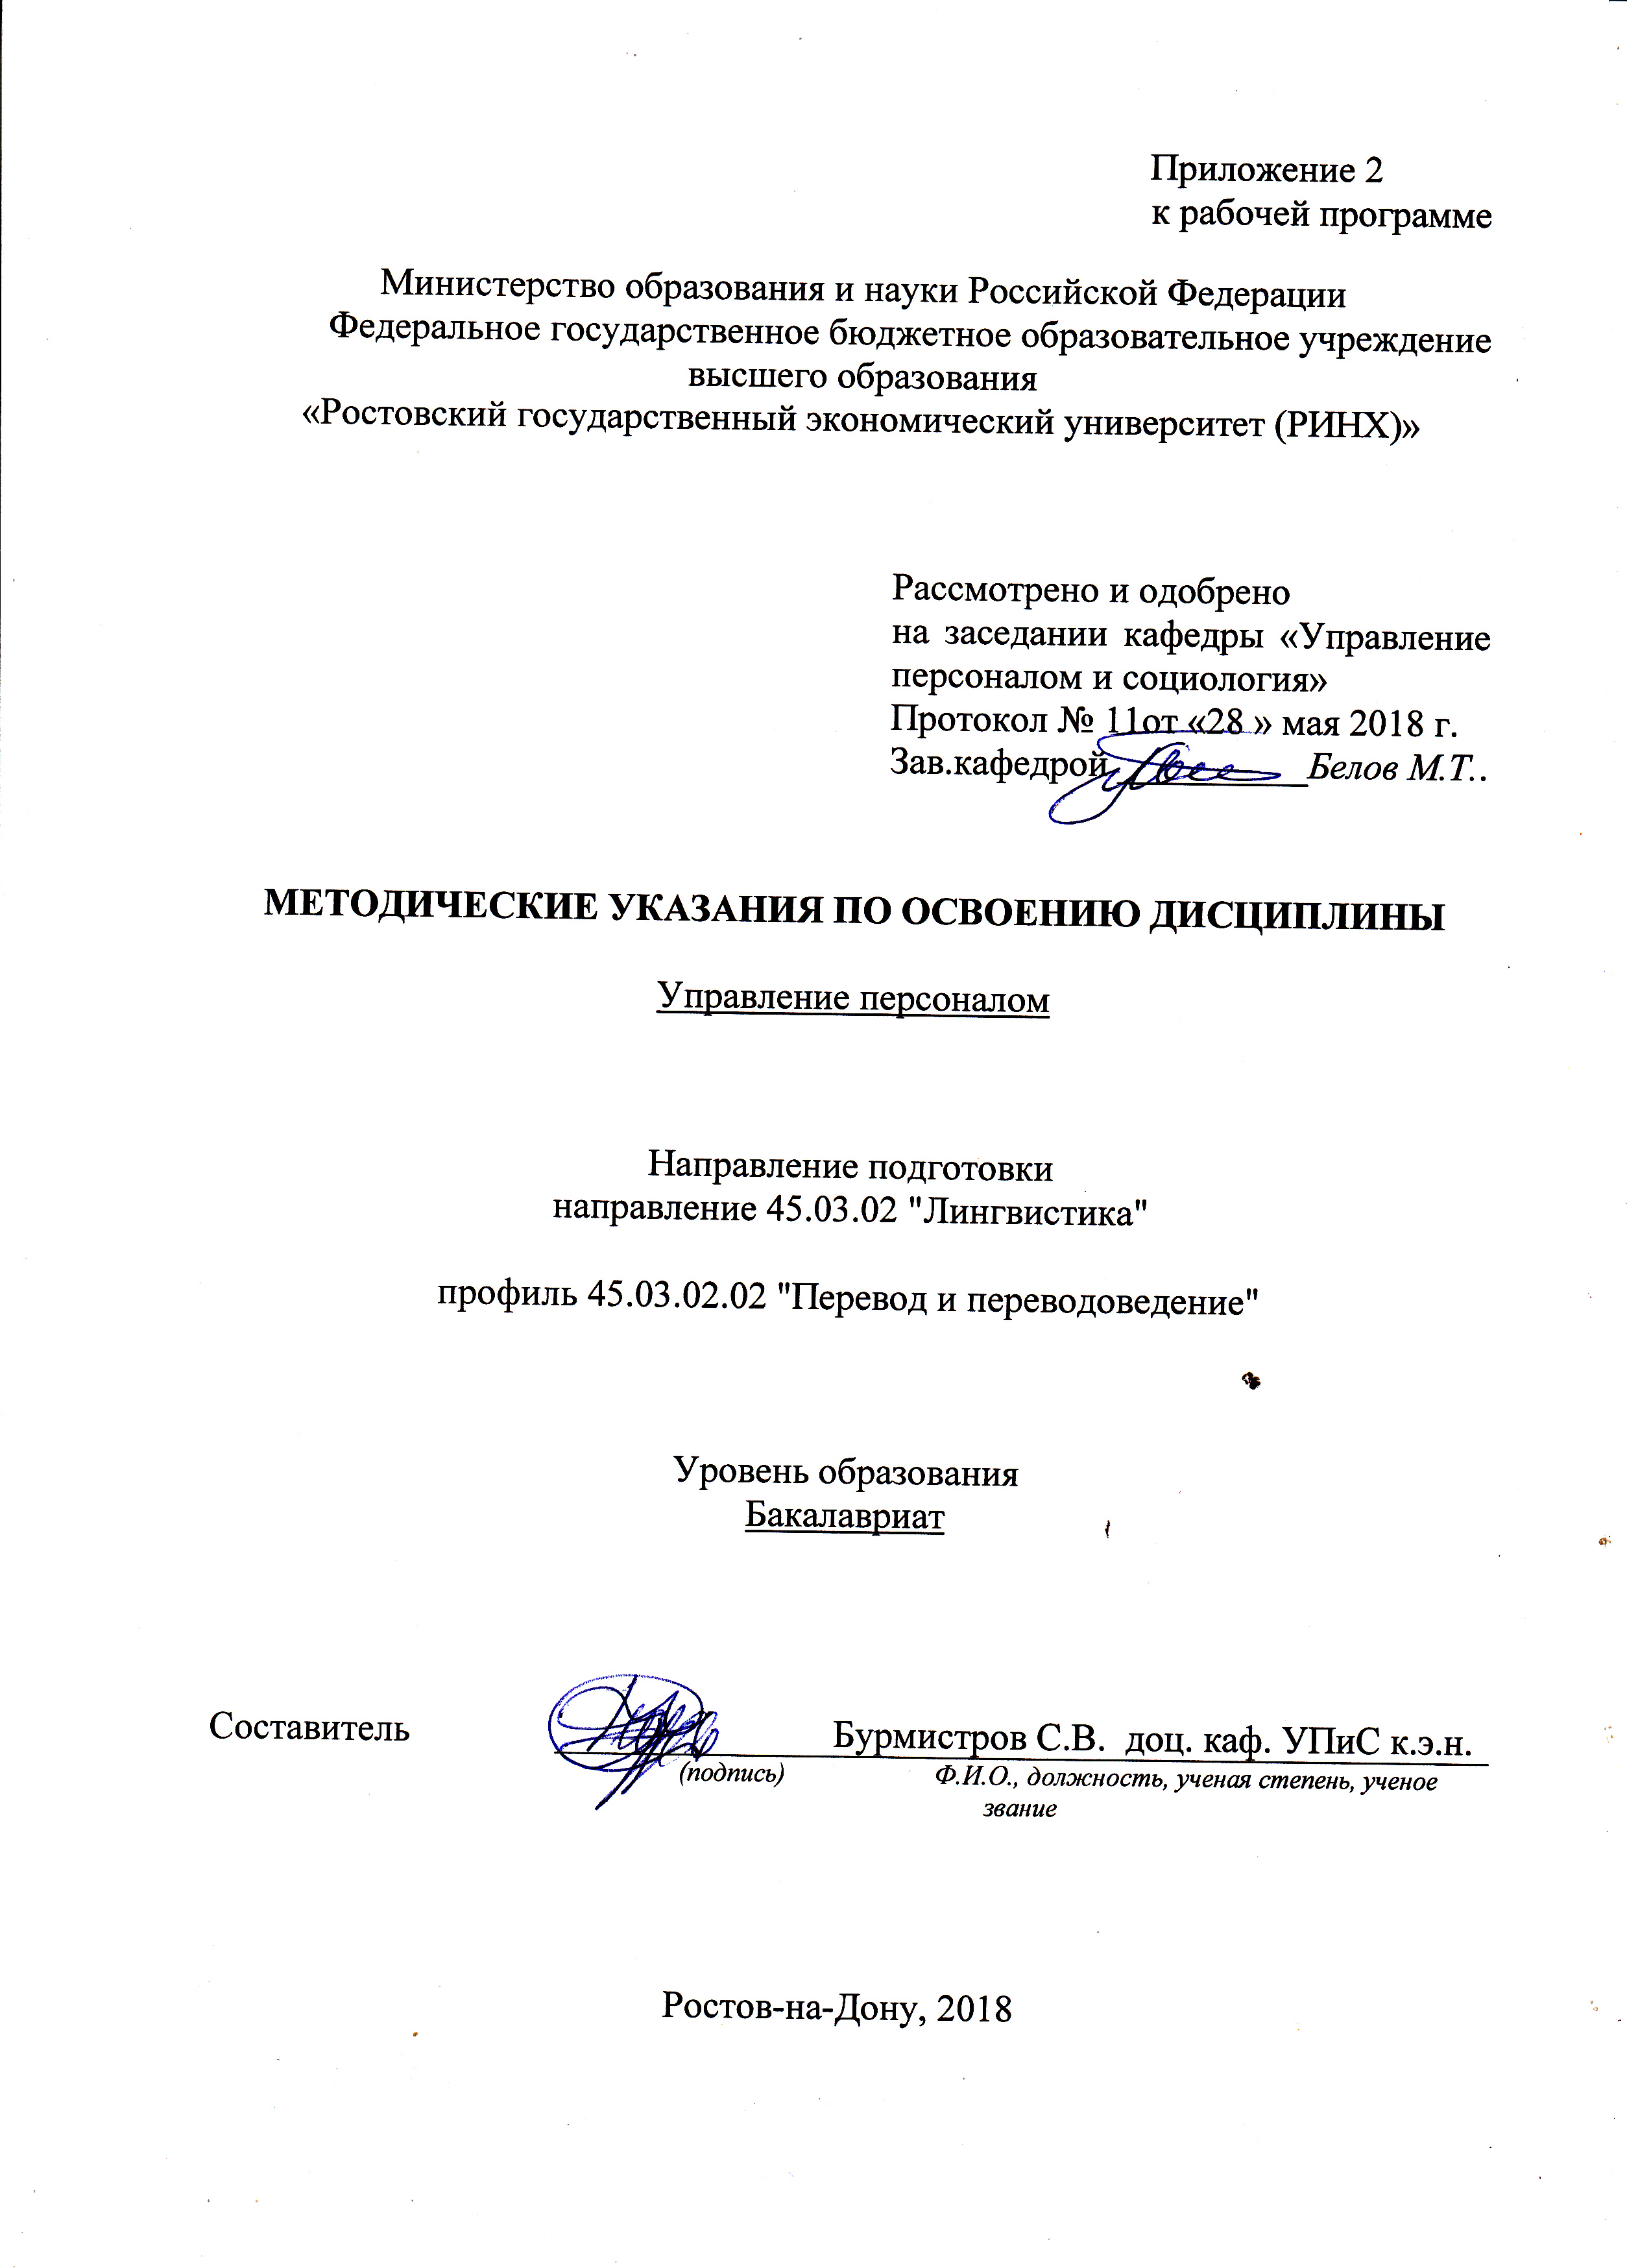 Приложение 2
к рабочей программе
Министерство образования и науки Российской Федерации
Федеральное государственное бюджетное образовательное учреждение
высшего образования
«Ростовский государственный экономический университет (РИНХ)»
Рассмотрено и одобрено
на заседании кафедры «Управление
персоналом и социология»
Протокол № 11от «28 » мая 2018 г.
Зав.кафедрой Белов М.Т..
МЕТОДИЧЕСКИЕ УКАЗАНИЯ ПО ОСВОЕНИЮ ДИСЦИПЛИНЫ
Управление персоналом
Направление подготовки
направление 45.03.02 "Лингвистика"
профиль 45.03.02.02 "Перевод и переводоведение"
Уровень образования
Бакалавриат
Составитель Бурмистров С.В. доц. каф. УПиС к.э.н.
(подпись) Ф.И.О., должность, ученая степень, ученое
звание
Ростов-на-Дону, 2018